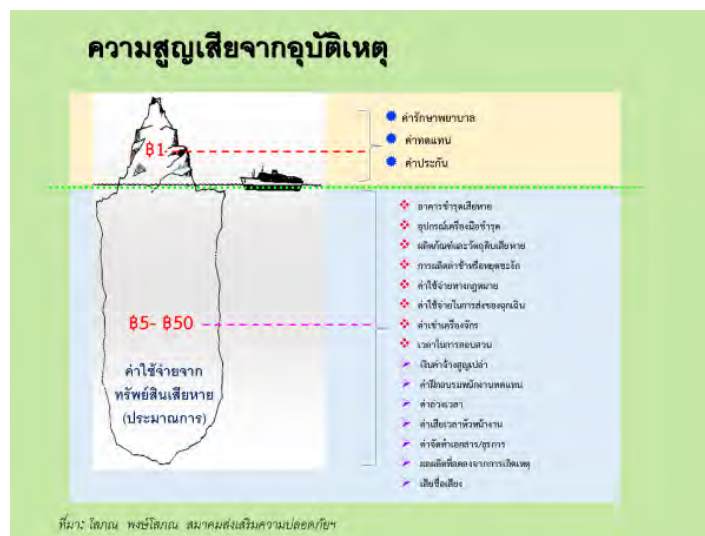 ความสูญเสียจากอุบัติเหตุ
฿1
ค่ารักษาพยาบาล
ค่าทดแทน
ค่าประกัน
อาคารชำรุดเสียหาย
อุปกรณ์เครื่องมือชำรุด
ผลิตภัณฑ์และวัตถุดิบเสียหาย
การผลิตล่าช้าหรือหยุดชะงัก
ค่าใช้จ่ายทางกฎหมาย
ค่าใช้จ่ายในการส่งของฉุกเฉิน
ค่าเช่าเครื่องจักร
เวลาในการสอบสวน
เงินค่าจ้างสูญเปล่า
ค่าฝึกอบรมพนักงานทดแทน
ค่าล่วงเวลา
ค่าเสียเวลาหัวหน้างาน
ค่าจัดทำเอกสาร/ธุรการ
ผลผลิตที่ลดลงจากการเกิดเหตุ
เสียชื่อเสียง
฿5- ฿50
ค่าใช้จ่ายจาก
ทรัพย์สินเสียหาย
(ประมาณการ)
ที่มา: โสภณ พงษ์โสภณ สมาคมส่งเสริมความปลอดภัยฯ